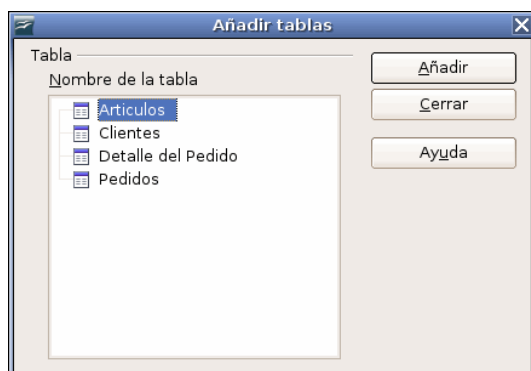 Añadir tablas
Tabla
Nombre de la tabla
Articulos
Clientes
Detalle del Pedido
Pedidos
Añadir
Cerrar
Ayuda